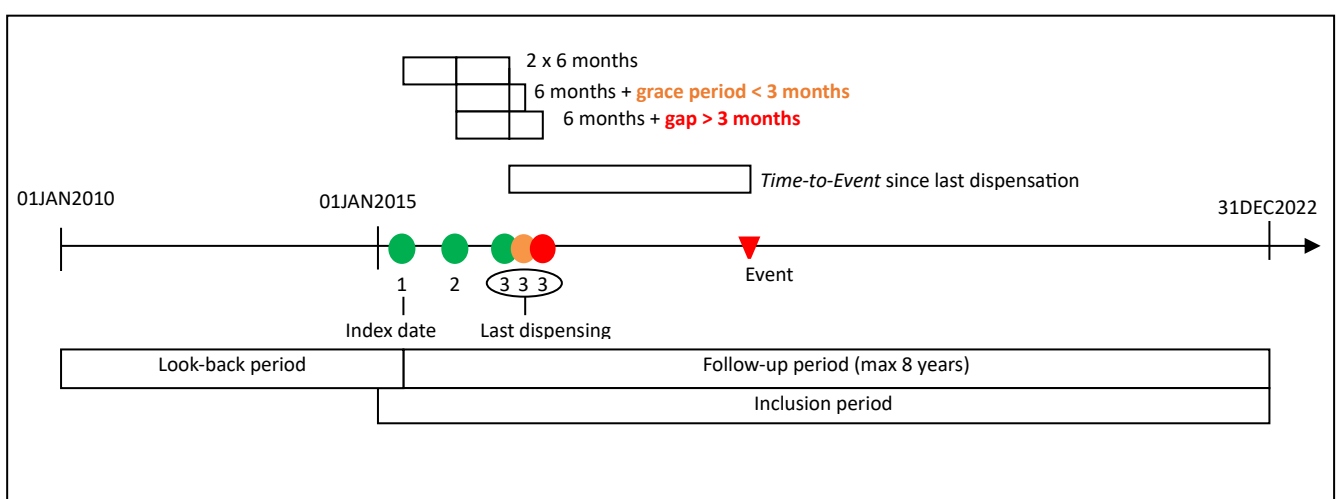 2 x 6 months
6 months + grace period < 3 months
6 months + gap > 3 months
Time-to-Event since last dispensation
01JAN2010
01JAN2015
31DEC2022
Event
1 2 3 3 3
Index date Last dispensing
Look-back period Follow-up period (max 8 years)
Inclusion period